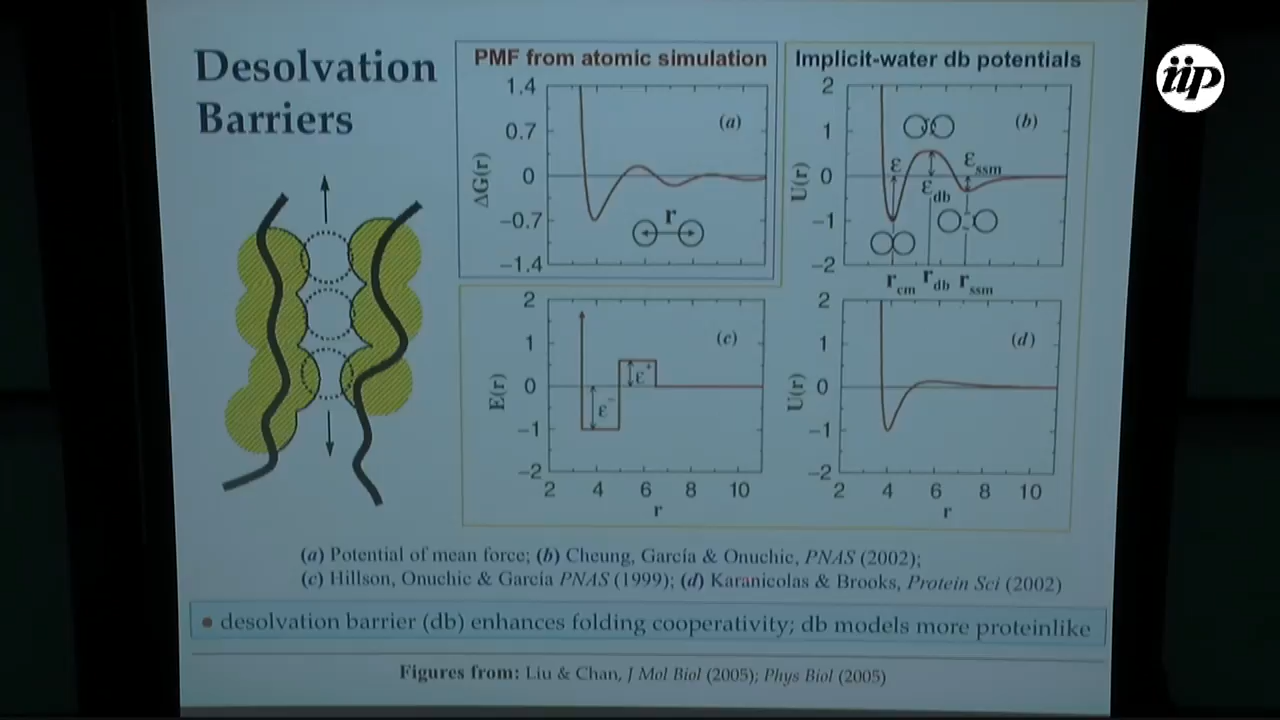 Desolvation
Barriers
PMF from atomic simulation
1.4
0.7
0
−0.7
−1.4
ΔG(r)
(a)
r
Implicit-water db potentials
2
1
0
−1
−2
U(r)
(b)
ε
ε_db
ε_ssm
r_cm r_db r_ssm
2
1
0
−1
−2
E(r)
(c)
ε⁺
ε⁻
2 4 6 8 10
r
2
1
0
−1
−2
U(r)
(d)
2 4 6 8 10
r
(a) Potential of mean force; (b) Cheung, García & Onuchic, PNAS (2002);
(c) Hillson, Onuchic & García PNAS (1999); (d) Karanicolas & Brooks, Protein Sci (2002)
• desolvation barrier (db) enhances folding cooperativity; db models more proteinlike
Figures from: Liu & Chan, J Mol Biol (2005); Phys Biol (2005)
iip